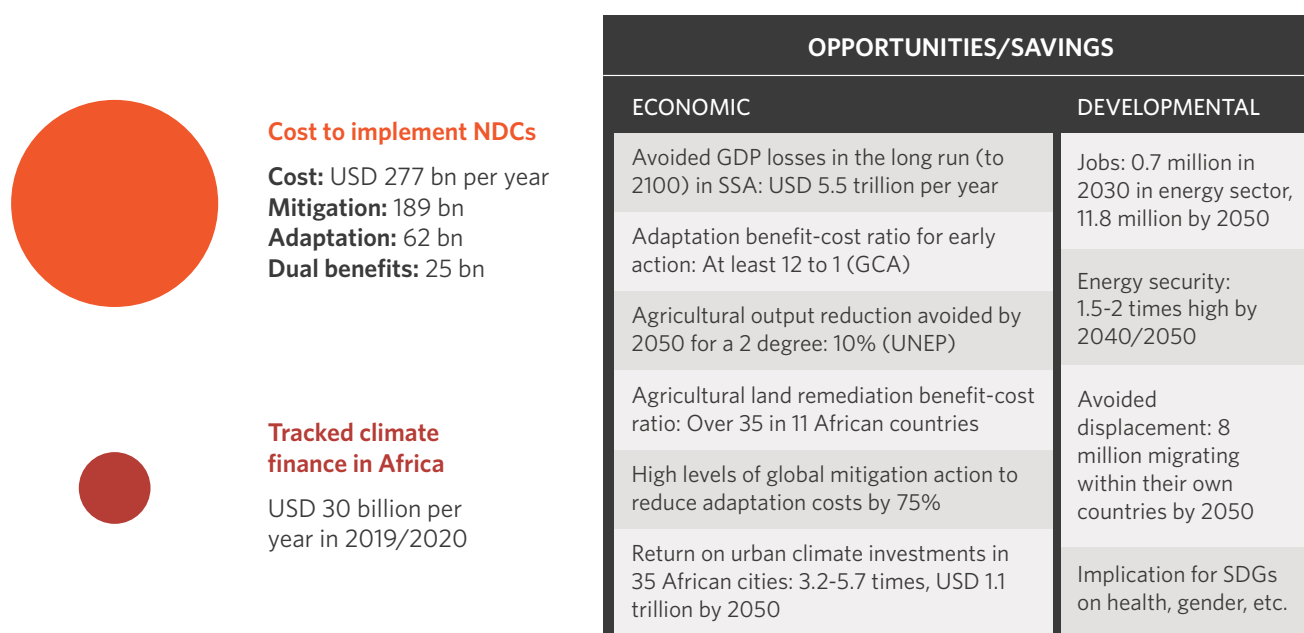 Cost to implement NDCs
Cost: USD 277 bn per year
Mitigation: 189 bn
Adaptation: 62 bn
Dual benefits: 25 bn
Tracked climate
finance in Africa
USD 30 billion per
year in 2019/2020
OPPORTUNITIES/SAVINGS
ECONOMIC
Avoided GDP losses in the long run (to
2100) in SSA: USD 5.5 trillion per year
Adaptation benefit-cost ratio for early
action: At least 12 to 1 (GCA)
Agricultural output reduction avoided by
2050 for a 2 degree: 10% (UNEP)
Agricultural land remediation benefit-cost
ratio: Over 35 in 11 African countries
High levels of global mitigation action to
reduce adaptation costs by 75%
Return on urban climate investments in
35 African cities: 3.2-5.7 times, USD 1.1
trillion by 2050
DEVELOPMENTAL
Jobs: 0.7 million in
2030 in energy sector,
11.8 million by 2050
Energy security:
1.5-2 times high by
2040/2050
Avoided
displacement: 8
million migrating
within their own
countries by 2050
Implication for SDGs
on health, gender, etc.